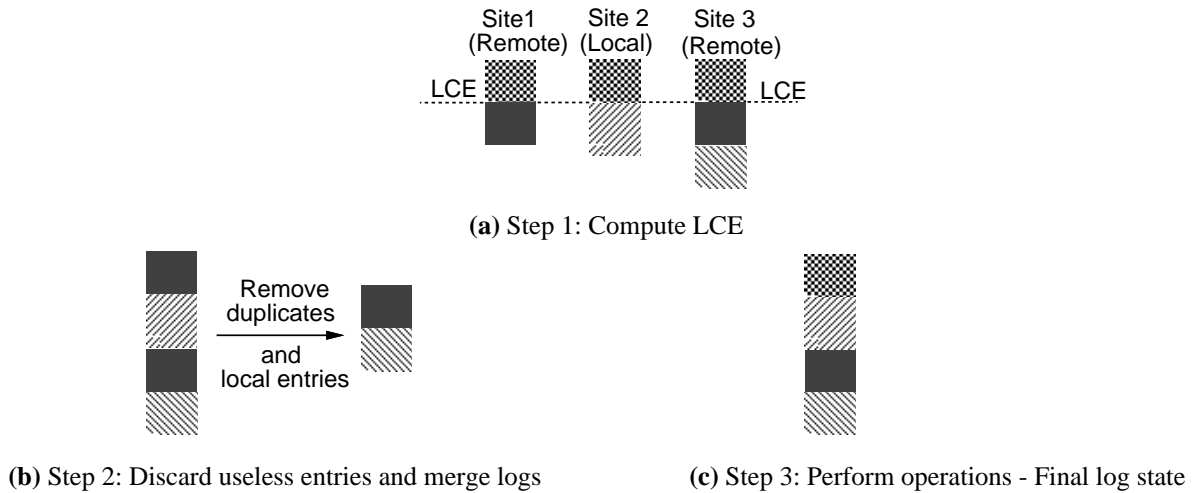 Site1 Site 2 Site 3
(Remote) (Local) (Remote)
LCE LCE
(a) Step 1: Compute LCE
Remove
duplicates
and
local entries
(b) Step 2: Discard useless entries and merge logs
(c) Step 3: Perform operations - Final log state